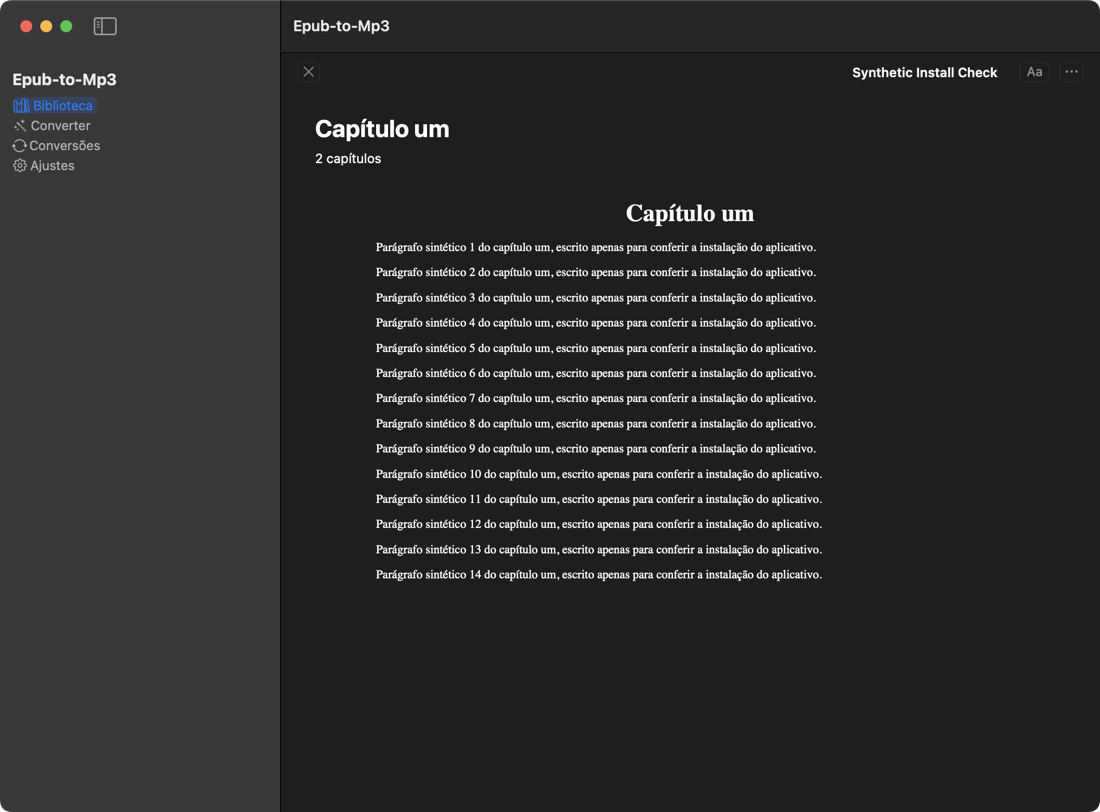 Epub-to-Mp3
Epub-to-Mp3
Biblioteca
Converter
Conversões
Ajustes
Synthetic Install Check
Aa
Capítulo um
2 capítulos
Capítulo um
Parágrafo sintético 1 do capítulo um, escrito apenas para conferir a instalação do aplicativo.
Parágrafo sintético 2 do capítulo um, escrito apenas para conferir a instalação do aplicativo.
Parágrafo sintético 3 do capítulo um, escrito apenas para conferir a instalação do aplicativo.
Parágrafo sintético 4 do capítulo um, escrito apenas para conferir a instalação do aplicativo.
Parágrafo sintético 5 do capítulo um, escrito apenas para conferir a instalação do aplicativo.
Parágrafo sintético 6 do capítulo um, escrito apenas para conferir a instalação do aplicativo.
Parágrafo sintético 7 do capítulo um, escrito apenas para conferir a instalação do aplicativo.
Parágrafo sintético 8 do capítulo um, escrito apenas para conferir a instalação do aplicativo.
Parágrafo sintético 9 do capítulo um, escrito apenas para conferir a instalação do aplicativo.
Parágrafo sintético 10 do capítulo um, escrito apenas para conferir a instalação do aplicativo.
Parágrafo sintético 11 do capítulo um, escrito apenas para conferir a instalação do aplicativo.
Parágrafo sintético 12 do capítulo um, escrito apenas para conferir a instalação do aplicativo.
Parágrafo sintético 13 do capítulo um, escrito apenas para conferir a instalação do aplicativo.
Parágrafo sintético 14 do capítulo um, escrito apenas para conferir a instalação do aplicativo.